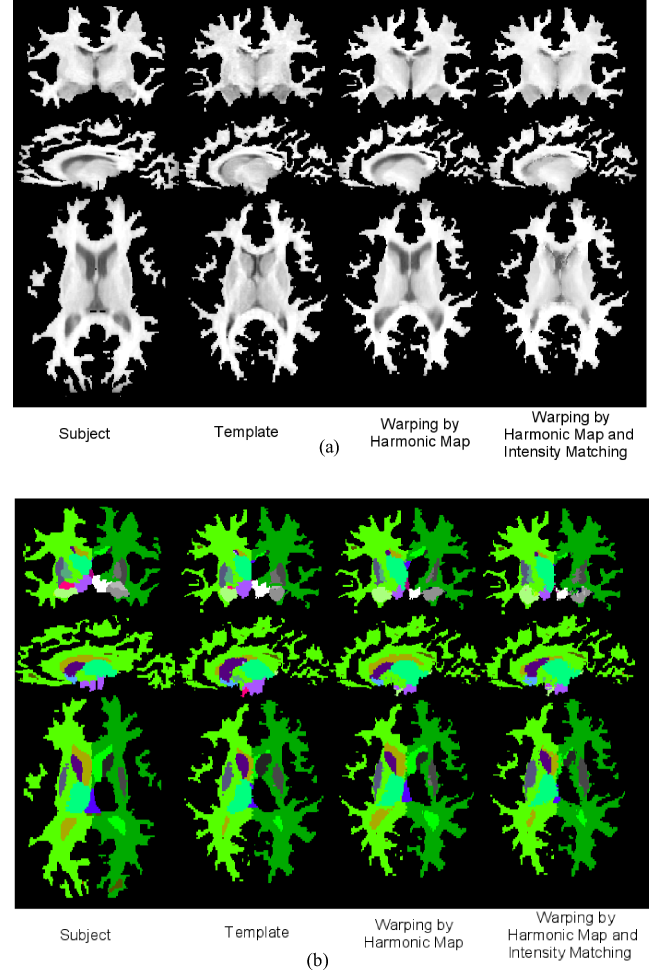 Subject
Template
Warping by
Harmonic Map
Warping by
Harmonic Map and
Intensity Matching
(a)
Subject
Template
Warping by
Harmonic Map
Warping by
Harmonic Map and
Intensity Matching
(b)